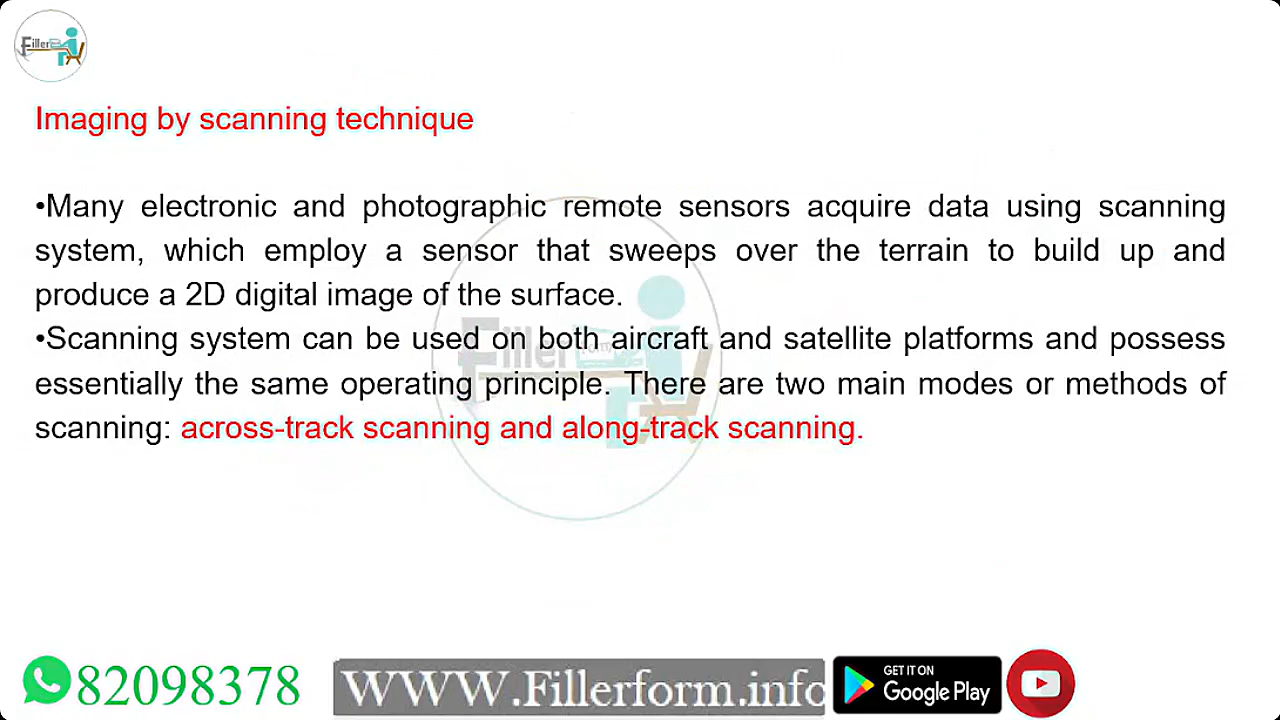 Filler
Imaging by scanning technique
•Many electronic and photographic remote sensors acquire data using scanning
system, which employ a sensor that sweeps over the terrain to build up and
produce a 2D digital image of the surface.
•Scanning system can be used on both aircraft and satellite platforms and possess
essentially the same operating principle. There are two main modes or methods of
scanning: across-track scanning and along-track scanning.
Filler
form
82098378
WWW.Fillerform.info
GET IT ON
Google Play